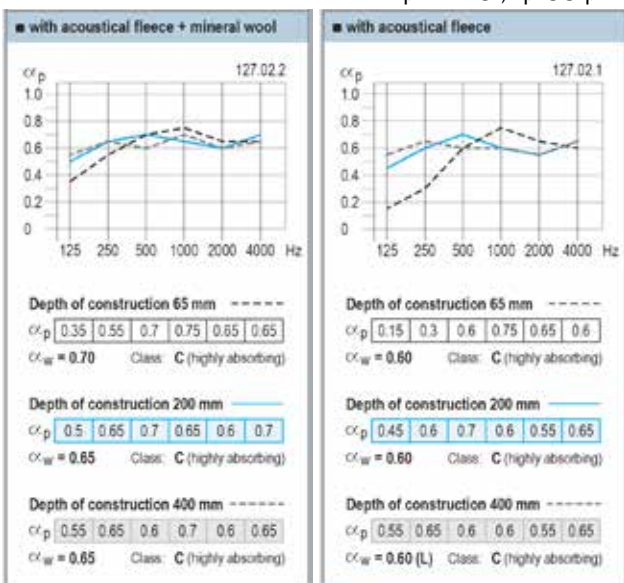 ■ with acoustical fleece + mineral wool
αp 127.02.2
1.0
0.8
0.6
0.4
0.2
0
125 250 500 1000 2000 4000 Hz
Depth of construction 65 mm
αp 0.35 0.55 0.7 0.75 0.65 0.65
αw = 0.70 Class: C (highly absorbing)
Depth of construction 200 mm
αp 0.5 0.65 0.7 0.65 0.6 0.7
αw = 0.65 Class: C (highly absorbing)
Depth of construction 400 mm
αp 0.55 0.65 0.6 0.7 0.6 0.65
αw = 0.65 Class: C (highly absorbing)
■ with acoustical fleece
αp 127.02.1
1.0
0.8
0.6
0.4
0.2
0
125 250 500 1000 2000 4000 Hz
Depth of construction 65 mm
αp 0.15 0.3 0.6 0.75 0.65 0.6
αw = 0.60 Class: C (highly absorbing)
Depth of construction 200 mm
αp 0.45 0.6 0.7 0.6 0.55 0.65
αw = 0.60 Class: C (highly absorbing)
Depth of construction 400 mm
αp 0.55 0.65 0.6 0.6 0.55 0.65
αw = 0.60 (L) Class: C (highly absorbing)